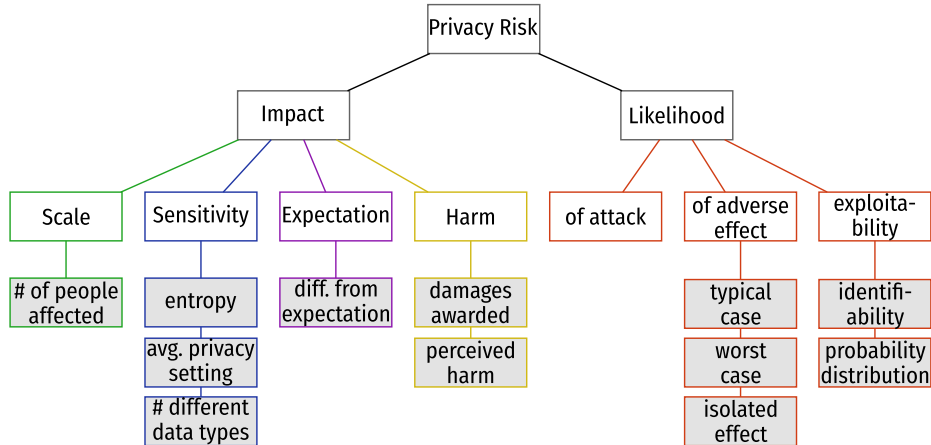 Privacy Risk
Impact
Likelihood
Scale
Sensitivity
Expectation
Harm
of attack
of adverse
effect
exploita-
bility
# of people
affected
entropy
diff. from
expectation
damages
awarded
typical
case
identifi-
ability
avg. privacy
setting
perceived
harm
worst
case
probability
distribution
# different
data types
isolated
effect